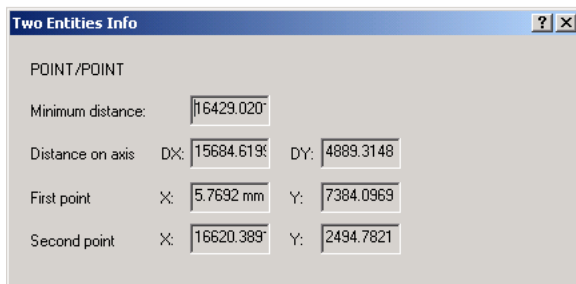 Two Entities Info
POINT/POINT
Minimum distance: 16429.020
Distance on axis DX: 15684.619 DY: 4889.3148
First point X: 5.7692 mm Y: 7384.0969
Second point X: 16620.389 Y: 2494.7821